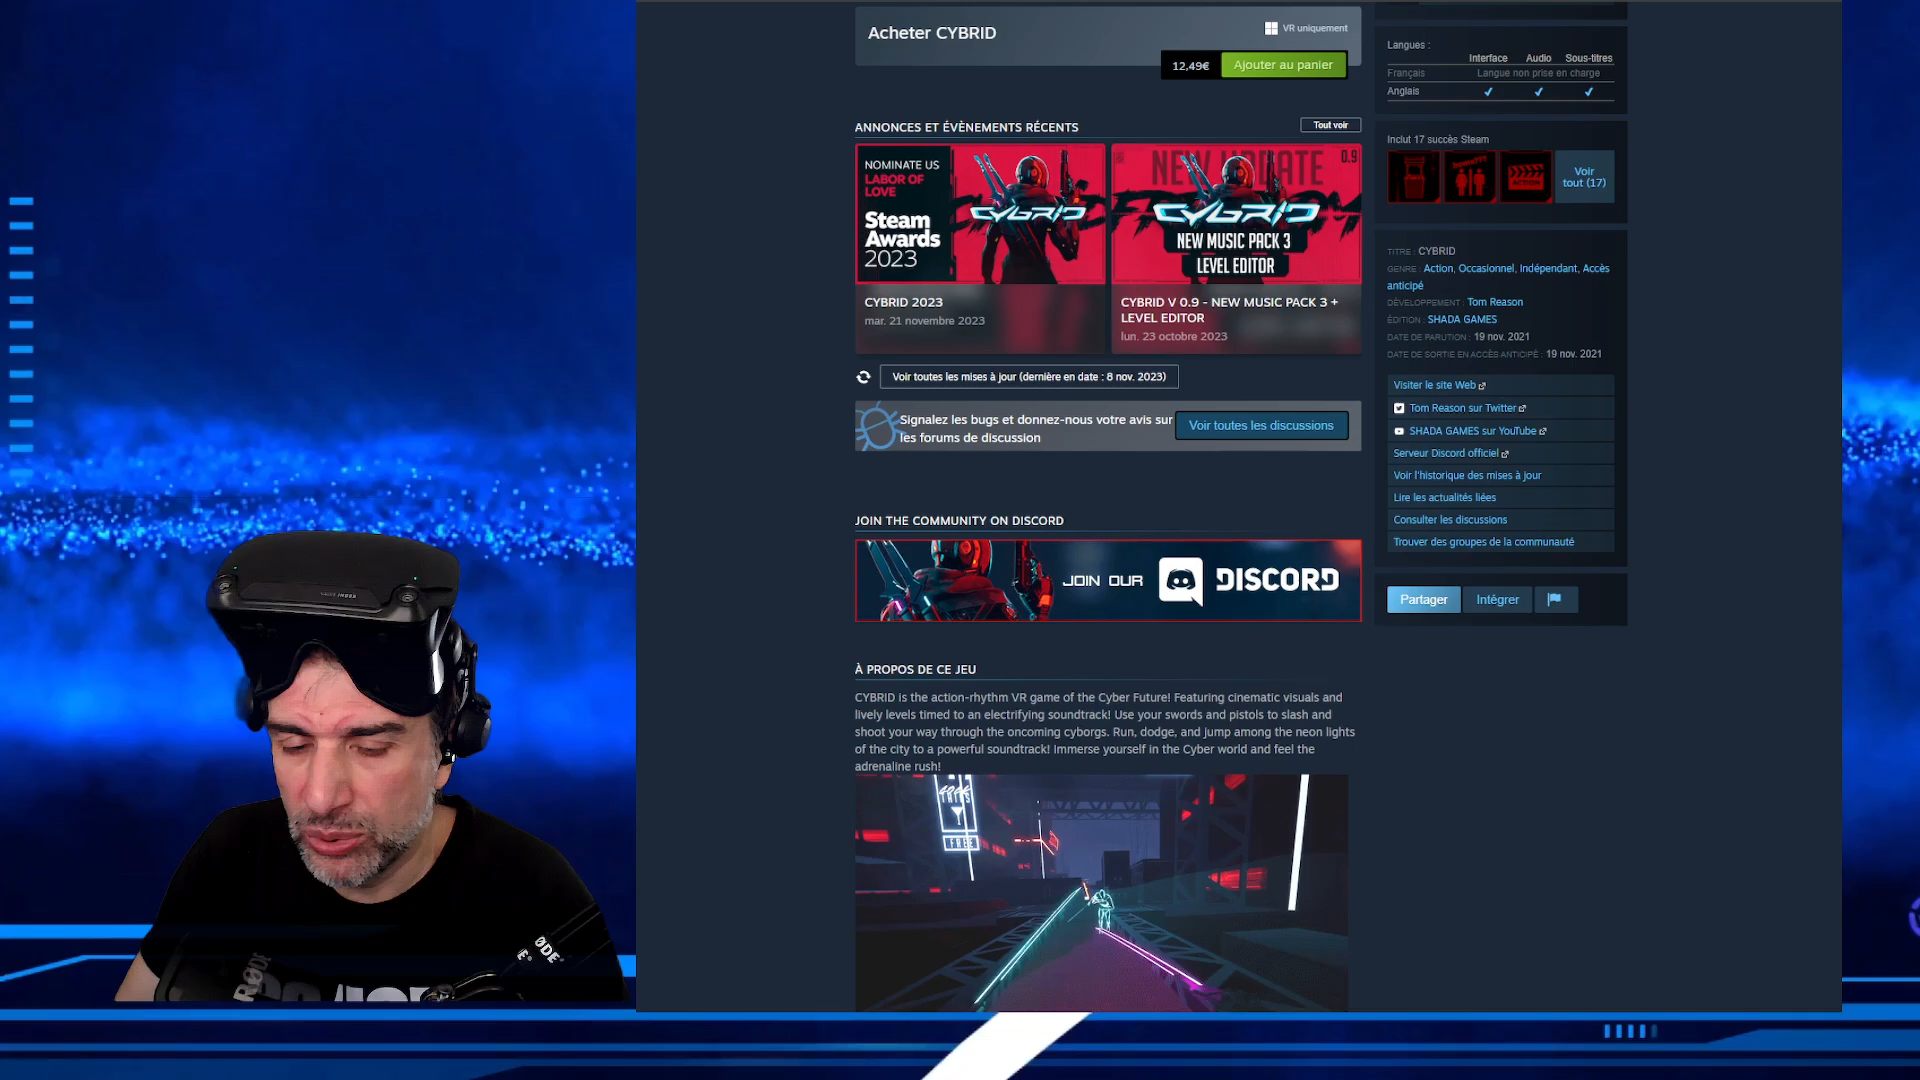 Acheter CYBRID
VR uniquement
12,49€
Ajouter au panier
ANNONCES ET ÉVÈNEMENTS RÉCENTS
Tout voir
NOMINATE US
LABOR OF
LOVE
Steam
Awards
2023
CYBRID
NEW UPDATE
0.9
CYBRID
NEW MUSIC PACK 3
LEVEL EDITOR
CYBRID 2023
mar. 21 novembre 2023
CYBRID V 0.9 - NEW MUSIC PACK 3 +
LEVEL EDITOR
lun. 23 octobre 2023
Voir toutes les mises à jour (dernière en date : 8 nov. 2023)
Signalez les bugs et donnez-nous votre avis sur
les forums de discussion
Voir toutes les discussions
JOIN THE COMMUNITY ON DISCORD
JOIN OUR DISCORD
À PROPOS DE CE JEU
CYBRID is the action-rhythm VR game of the Cyber Future! Featuring cinematic visuals and
lively levels timed to an electrifying soundtrack! Use your swords and pistols to slash and
shoot your way through the oncoming cyborgs. Run, dodge, and jump among the neon lights
of the city to a powerful soundtrack! Immerse yourself in the Cyber world and feel the
adrenaline rush!
FREE
Langues :
Interface Audio Sous-titres
Français Langue non prise en charge
Anglais ✔ ✔ ✔
Inclut 17 succès Steam
ACTION
Voir
tout (17)
TITRE : CYBRID
GENRE : Action, Occasionnel, Indépendant, Accès
anticipé
DÉVELOPPEMENT : Tom Reason
ÉDITION : SHADA GAMES
DATE DE PARUTION : 19 nov. 2021
DATE DE SORTIE EN ACCÈS ANTICIPÉ : 19 nov. 2021
Visiter le site Web
Tom Reason sur Twitter
SHADA GAMES sur YouTube
Serveur Discord officiel
Voir l'historique des mises à jour
Lire les actualités liées
Consulter les discussions
Trouver des groupes de la communauté
Partager
Intégrer
VALVE INDEX
RØDE